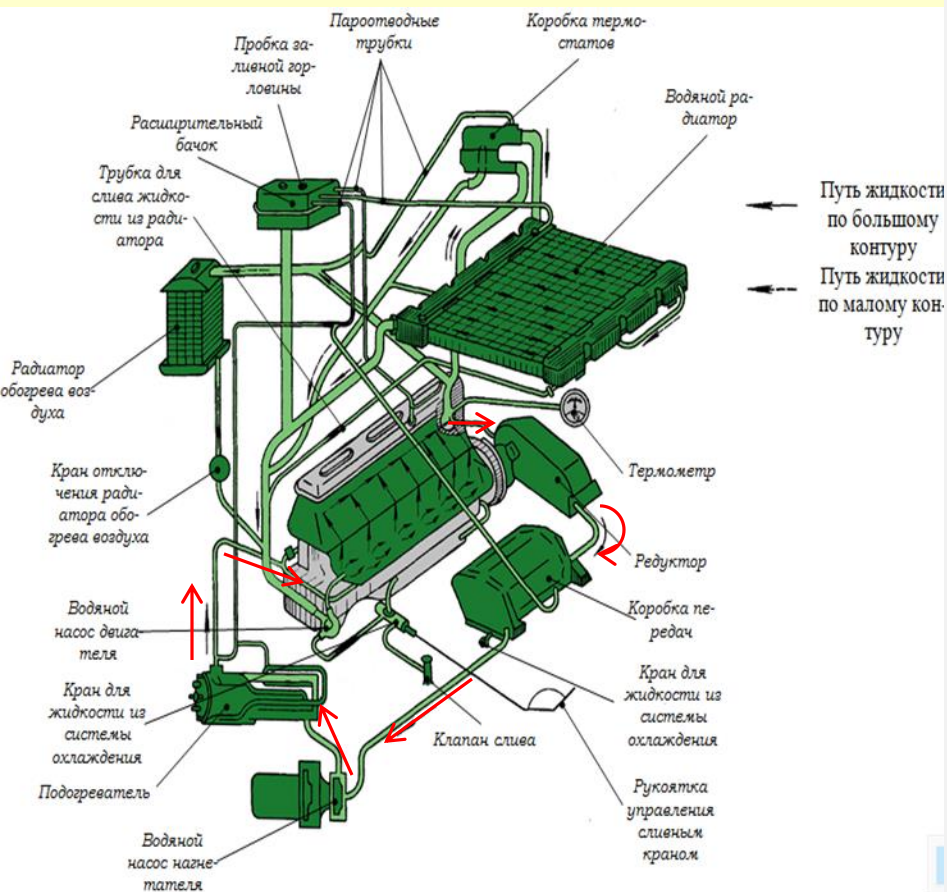 Пароотводные
трубки
Коробка термо-
статов
Пробка за-
ливной гор-
ловины
Водяной ра-
диатор
Расширительный
бачок
Трубка для
слива жидко-
сти из ради-
атора
Путь жидкости
по большому
контуру
Путь жидкости
по малому кон-
туру
Радиатор
обогрева воз-
духа
Термометр
Кран отклю-
чения ради-
атора обо-
грева воздуха
Редуктор
Коробка пе-
редач
Водяной
насос двига-
теля
Кран для
жидкости из
системы
охлаждения
Кран для
жидкости из
системы
охлаждения
Клапан слива
Подогреватель
Рукоятка
управления
сливным
краном
Водяной
насос нагне-
тателя